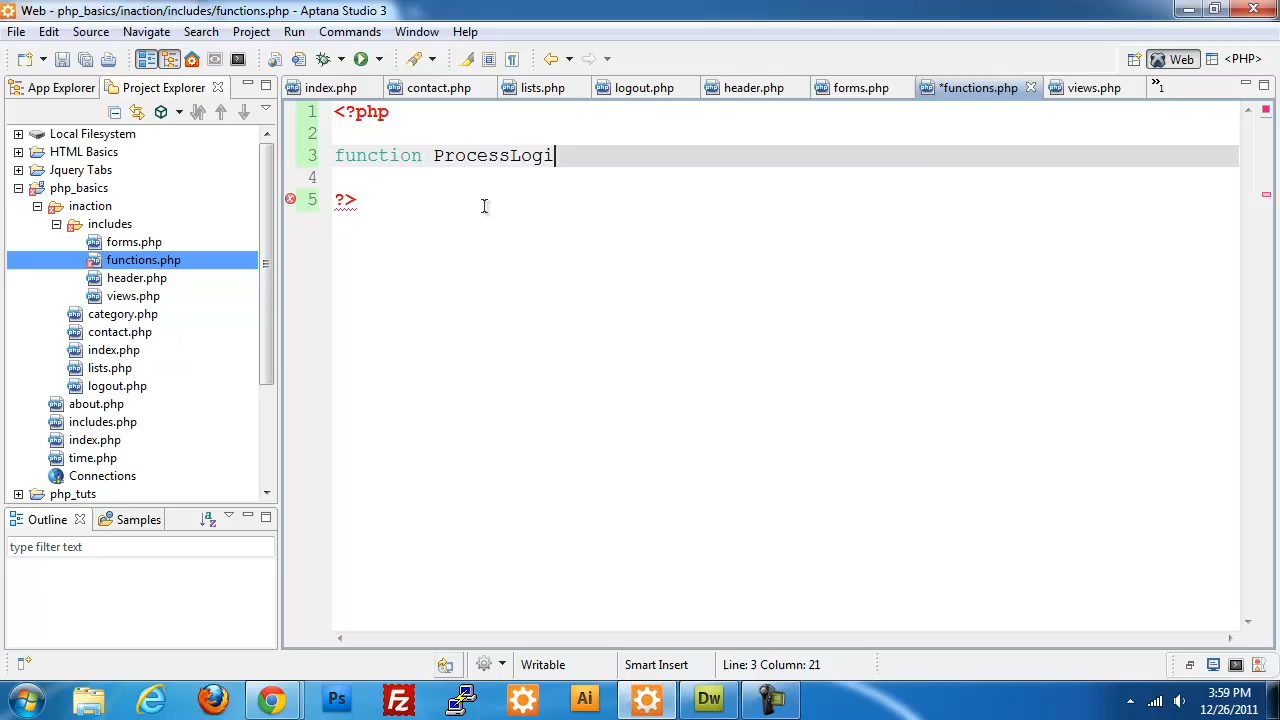 Web - php_basics/inaction/includes/functions.php - Aptana Studio 3
File Edit Source Navigate Search Project Run Commands Window Help
Web <PHP>
App Explorer Project Explorer
index.php contact.php lists.php logout.php header.php forms.php *functions.php views.php »1
Local Filesystem
HTML Basics
Jquery Tabs
php_basics
inaction
includes
forms.php
functions.php
header.php
views.php
category.php
contact.php
index.php
lists.php
logout.php
about.php
includes.php
index.php
time.php
Connections
php_tuts
1 <?php
2
3 function ProcessLogi
4
5 ?>
Outline Samples
type filter text
Writable Smart Insert Line: 3 Column: 21
Ps Fz Ai Dw
3:59 PM
12/26/2011